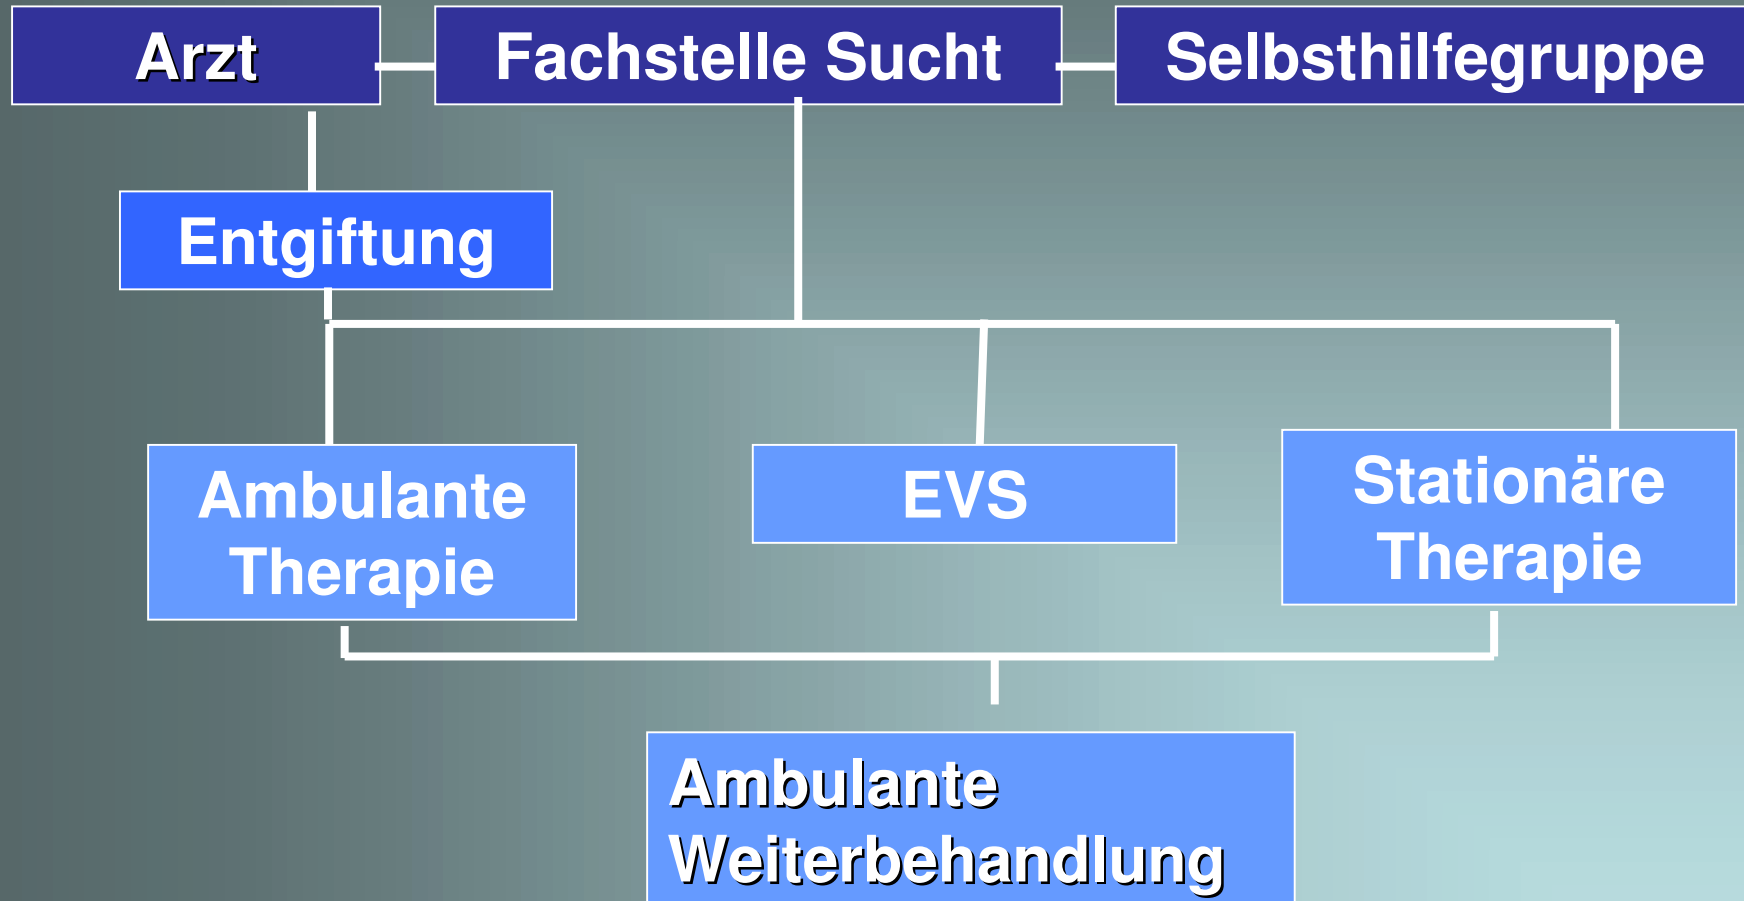 Arzt
Fachstelle Sucht
Selbsthilfegruppe
Entgiftung
Ambulante
Therapie
EVS
Stationäre
Therapie
Ambulante
Weiterbehandlung